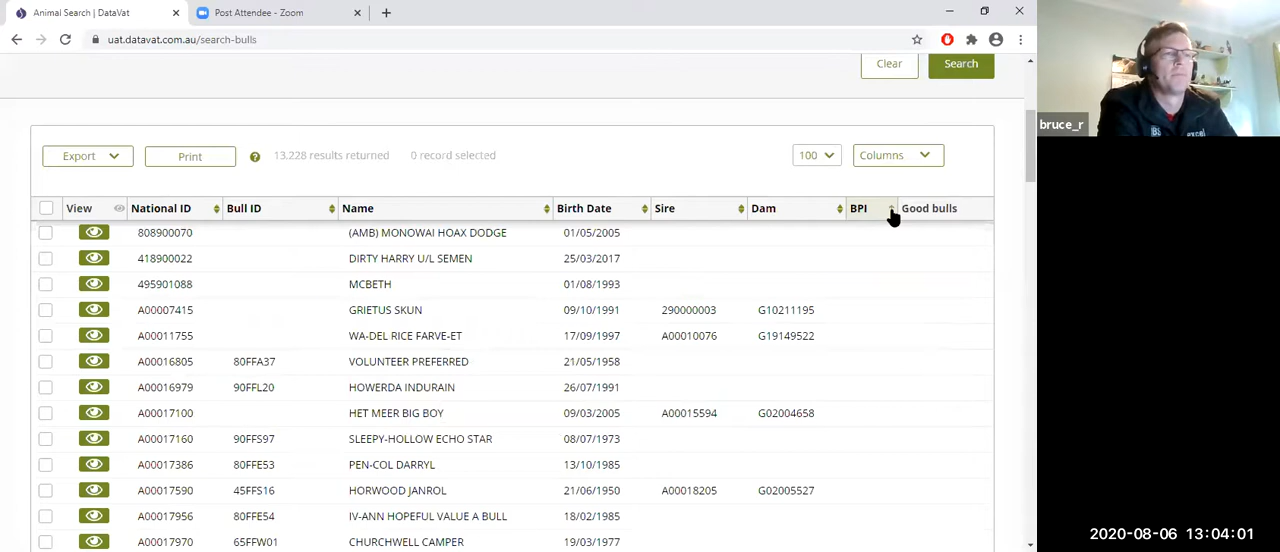 Animal Search | DataVat
Post Attendee - Zoom
uat.datavat.com.au/search-bulls
Clear Search
bruce_r
Export Print ? 13,228 results returned 0 record selected 100 Columns
View National ID Bull ID Name Birth Date Sire Dam BPI Good bulls
808900070 (AMB) MONOWAI HOAX DODGE 01/05/2005
418900022 DIRTY HARRY U/L SEMEN 25/03/2017
495901088 MCBETH 01/08/1993
A00007415 GRIETUS SKUN 09/10/1991 290000003 G10211195
A00011755 WA-DEL RICE FARVE-ET 17/09/1997 A00010076 G19149522
A00016805 80FFA37 VOLUNTEER PREFERRED 21/05/1958
A00016979 90FFL20 HOWERDA INDURAIN 26/07/1991
A00017100 HET MEER BIG BOY 09/03/2005 A00015594 G02004658
A00017160 90FFS97 SLEEPY-HOLLOW ECHO STAR 08/07/1973
A00017386 80FFE53 PEN-COL DARRYL 13/10/1985
A00017590 45FFS16 HORWOOD JANROL 21/06/1950 A00018205 G02005527
A00017956 80FFE54 IV-ANN HOPEFUL VALUE A BULL 18/02/1985
A00017970 65FFW01 CHURCHWELL CAMPER 19/03/1977
2020-08-06 13:04:01